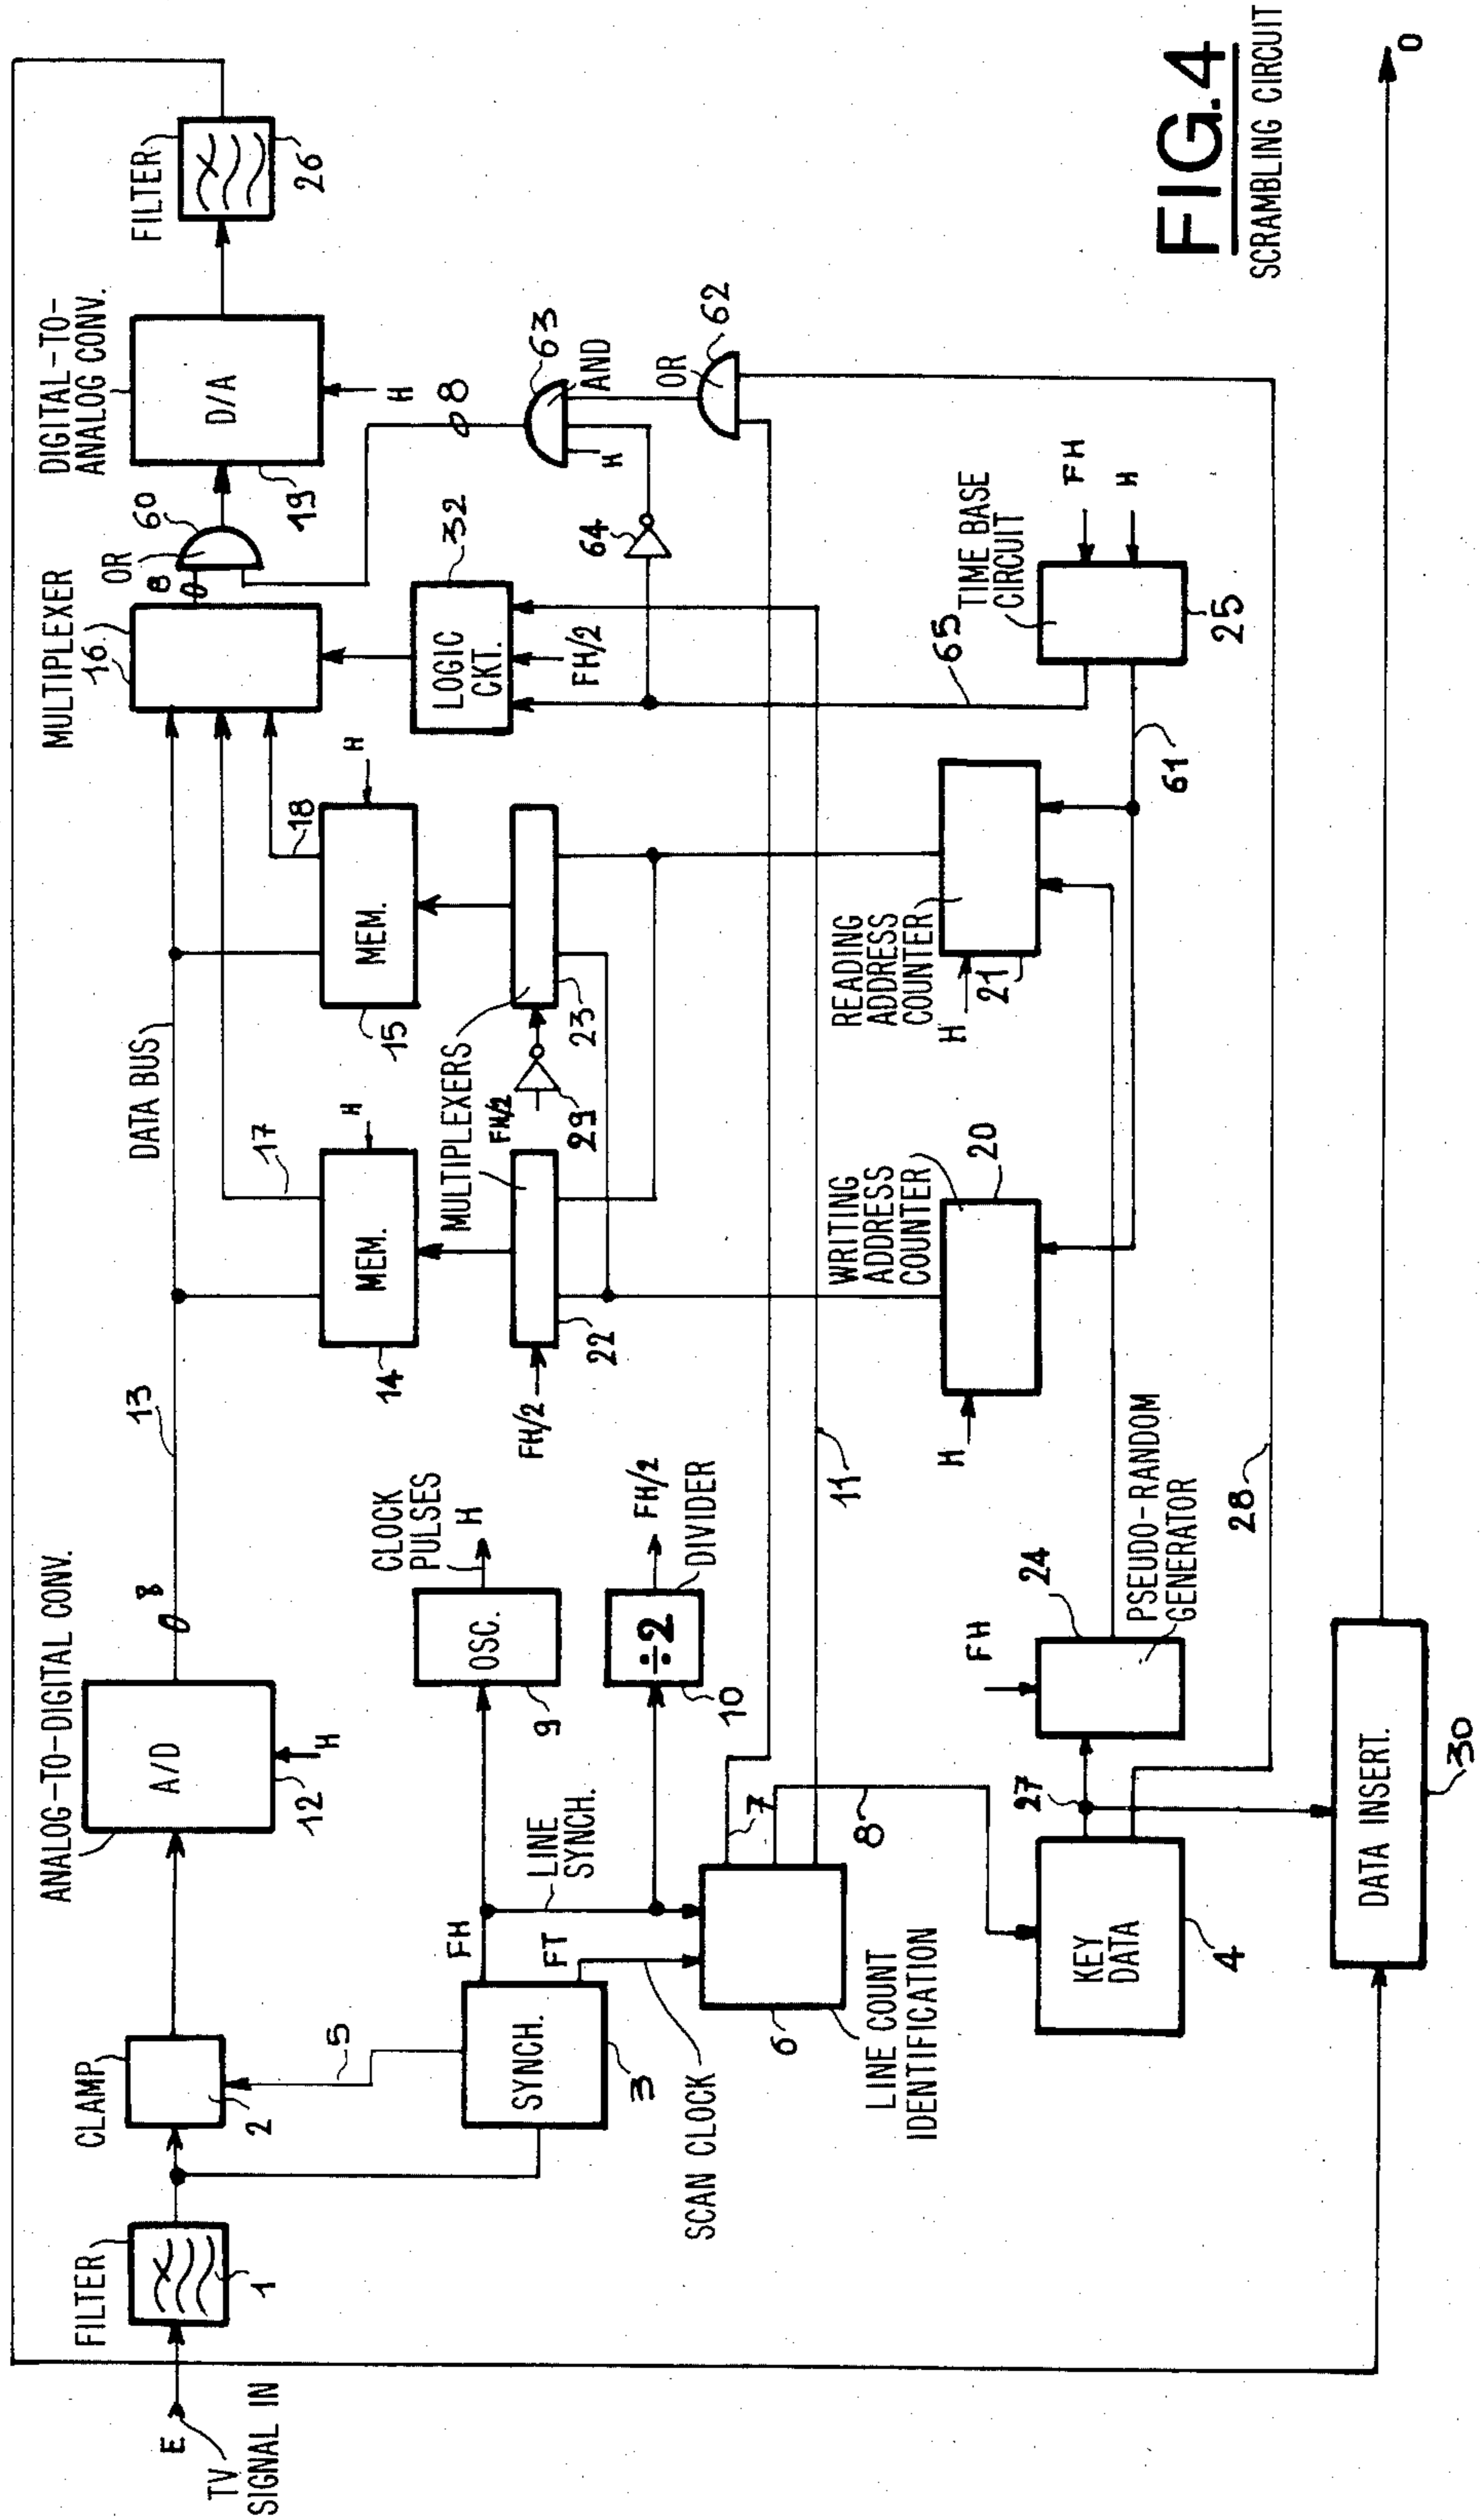 FIG.4
SCRAMBLING CIRCUIT
E
TV
SIGNAL IN
FILTER
1
CLAMP
2
5
SYNCH.
3
FH
FT
SCAN CLOCK
LINE
SYNCH.
ANALOG-TO-DIGITAL CONV.
A/D
12
H
8
13
DATA BUS
OSC.
9
CLOCK
PULSES
H
÷2
10
FH/2
DIVIDER
6
LINE COUNT
IDENTIFICATION
7
8
11
KEY
DATA
4
27
24
FH
PSEUDO-RANDOM
GENERATOR
28
DATA INSERT.
30
O
MEM.
14
H
17
MEM.
15
H
18
FH/2
22
MULTIPLEXERS
FH/2
29
23
WRITING
ADDRESS
COUNTER
20
H
READING
ADDRESS
COUNTER
21
H
61
65
TIME BASE
CIRCUIT
25
FH
H
MULTIPLEXER
16
8
OR
60
LOGIC
CKT.
32
FH/2
64
H
63
AND
8
OR
62
DIGITAL-TO-
ANALOG CONV.
D/A
19
H
FILTER
26